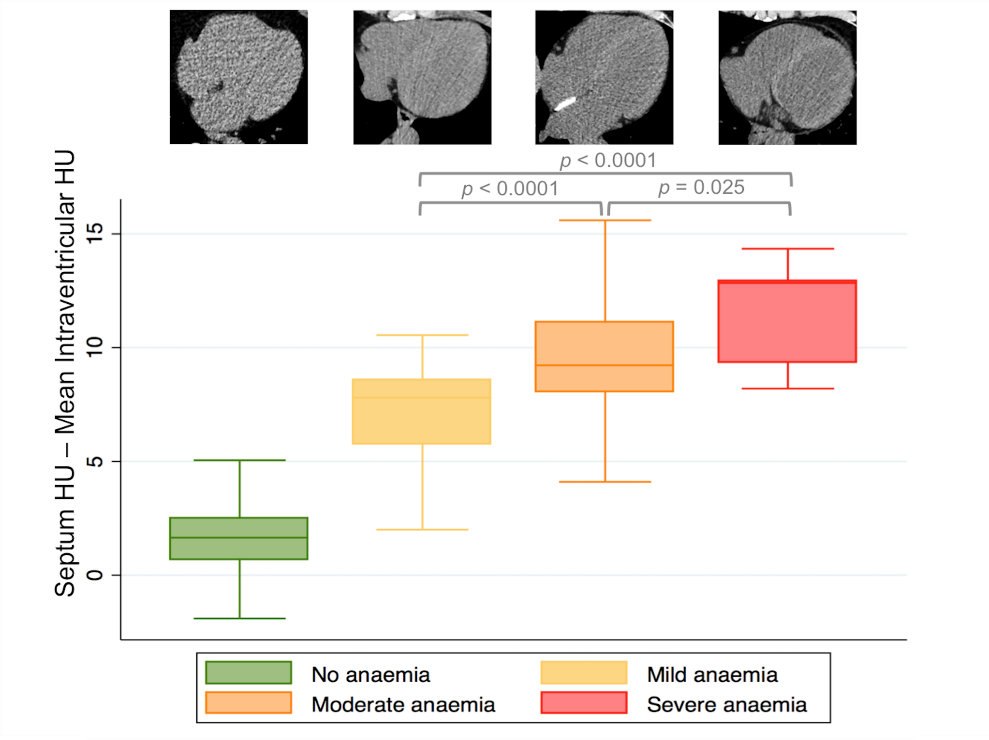 p < 0.0001
p < 0.0001
p = 0.025
Septum HU – Mean Intraventricular HU
15
10
5
0
No anaemia
Mild anaemia
Moderate anaemia
Severe anaemia